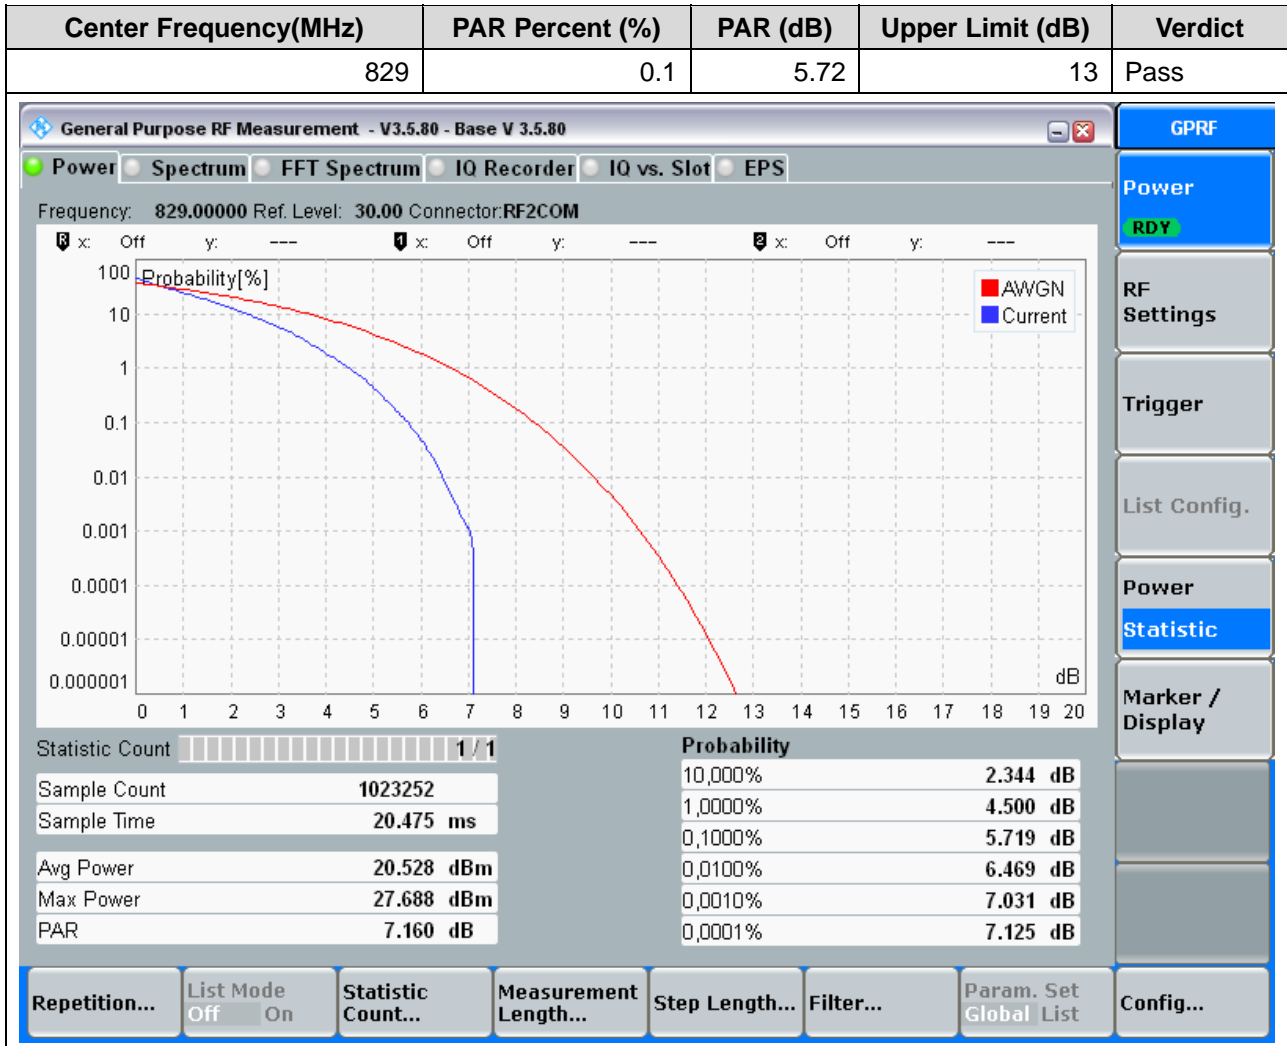 Center Frequency(MHz) PAR Percent (%) PAR (dB) Upper Limit (dB) Verdict
829 0.1 5.72 13 Pass
General Purpose RF Measurement - V3.5.80 - Base V 3.5.80
GPRF
Power Spectrum FFT Spectrum IQ Recorder IQ vs. Slot EPS
Frequency: 829.00000 Ref. Level: 30.00 Connector:RF2COM
R x: Off y: --- 1 x: Off y: --- 2 x: Off y: ---
Probability[%]
AWGN
Current
100
10
1
0.1
0.01
0.001
0.0001
0.00001
0.000001
dB
0 1 2 3 4 5 6 7 8 9 10 11 12 13 14 15 16 17 18 19 20
Statistic Count 1 / 1
Sample Count 1023252
Sample Time 20.475 ms
Avg Power 20.528 dBm
Max Power 27.688 dBm
PAR 7.160 dB
Probability
10,000% 2.344 dB
1,0000% 4.500 dB
0,1000% 5.719 dB
0,0100% 6.469 dB
0,0010% 7.031 dB
0,0001% 7.125 dB
Power
RDY
RF
Settings
Trigger
List Config.
Power
Statistic
Marker /
Display
Repetition...
List Mode
Off On
Statistic
Count...
Measurement
Length...
Step Length...
Filter...
Param. Set
Global List
Config...